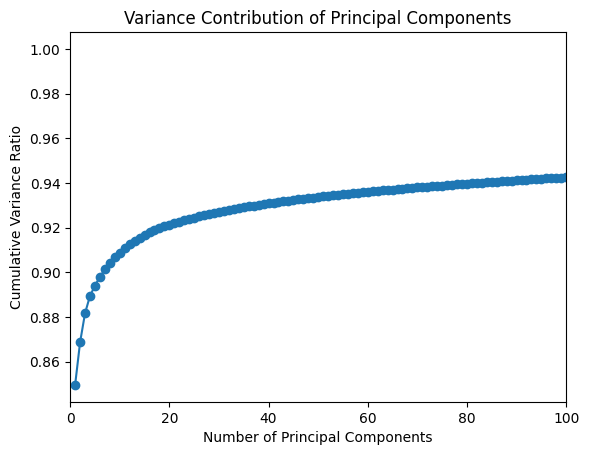 Variance Contribution of Principal Components
Cumulative Variance Ratio
1.00
0.98
0.96
0.94
0.92
0.90
0.88
0.86
0 20 40 60 80 100
Number of Principal Components